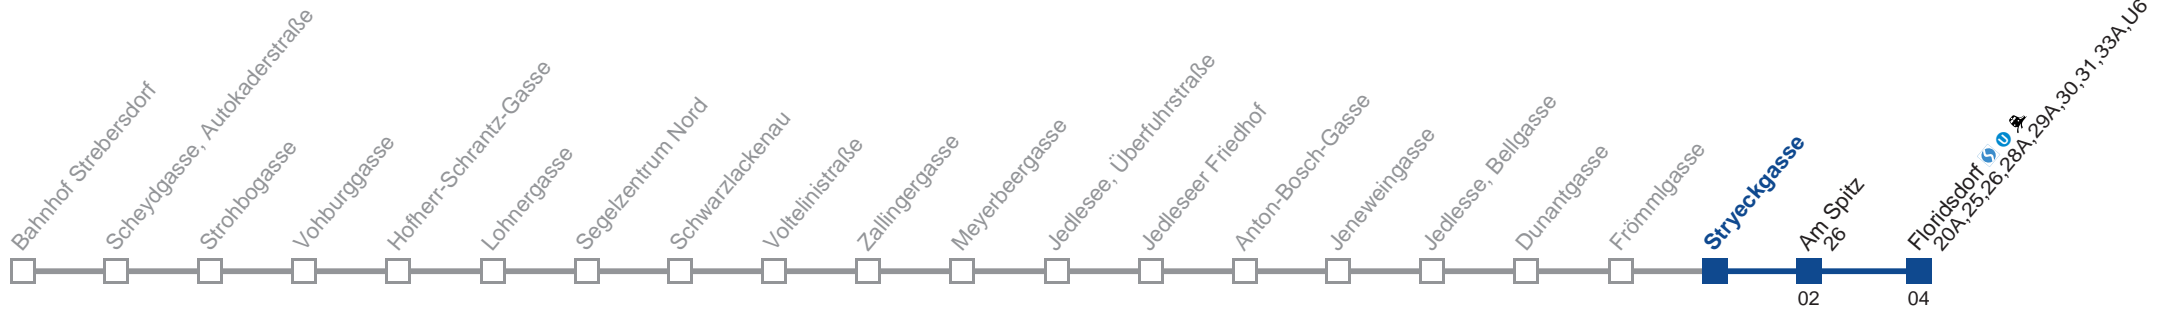 Bahnhof Strebersdorf
Scheydgasse, Autokaderstraße
Strohbogasse
Vohburggasse
Hofherr-Schrantz-Gasse
Lohnergasse
Segelzentrum Nord
Schwarzlackenau
Voltelinistraße
Zallingergasse
Meyerbeergasse
Jedlesee, Überfuhrstraße
Jedleseer Friedhof
Anton-Bosch-Gasse
Jeneweingasse
Jedlesse, Bellgasse
Dunantgasse
Frömmlgasse
Stryeckgasse
Am Spitz
26
Floridsdorf S U
20A,25,26,28A,29A,30,31,33A,U6
02
04